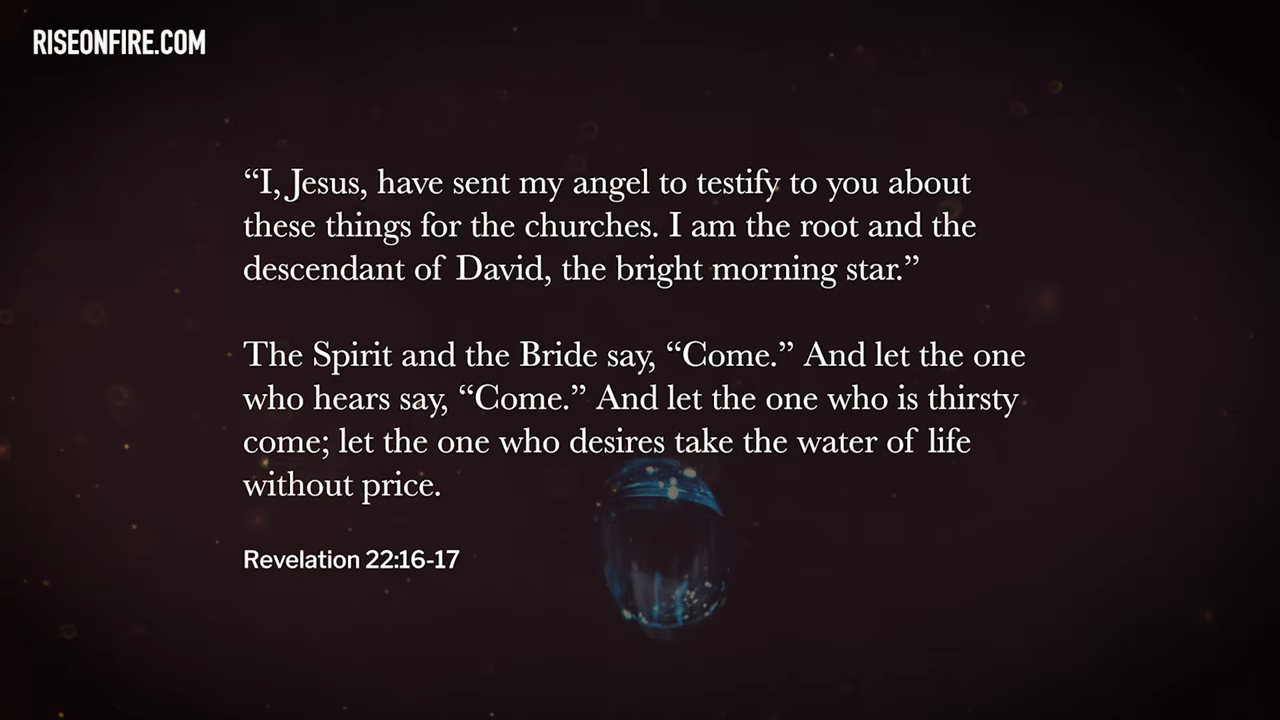 RISEONFIRE.COM
“I, Jesus, have sent my angel to testify to you about
these things for the churches. I am the root and the
descendant of David, the bright morning star.”
The Spirit and the Bride say, “Come.” And let the one
who hears say, “Come.” And let the one who is thirsty
come; let the one who desires take the water of life
without price.
Revelation 22:16-17